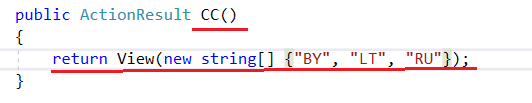 public ActionResult CC()
{
return View(new string[] {"BY", "LT", "RU"});
}